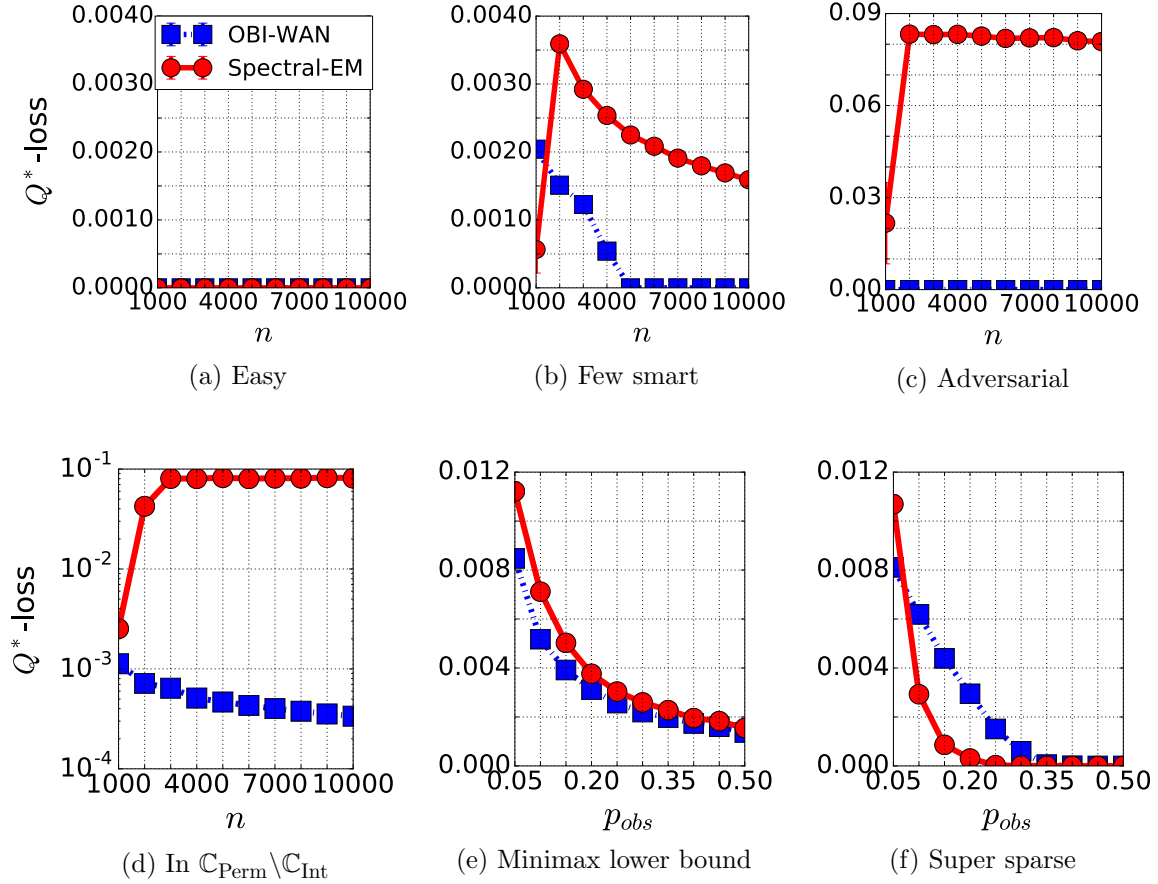 0.0040
0.0030
0.0020
0.0010
0.0000
1000 4000 7000 10000
Q*-loss
n
OBI-WAN
Spectral-EM
(a) Easy
0.0040
0.0030
0.0020
0.0010
0.0000
1000 4000 7000 10000
n
(b) Few smart
0.09
0.06
0.03
0.00
1000 4000 7000 10000
n
(c) Adversarial
10^-1
10^-2
10^-3
10^-4
1000 4000 7000 10000
Q*-loss
n
(d) In ℂ_Perm\ℂ_Int
0.012
0.008
0.004
0.000
0.05 0.20 0.35 0.50
p_obs
(e) Minimax lower bound
0.012
0.008
0.004
0.000
0.05 0.20 0.35 0.50
p_obs
(f) Super sparse